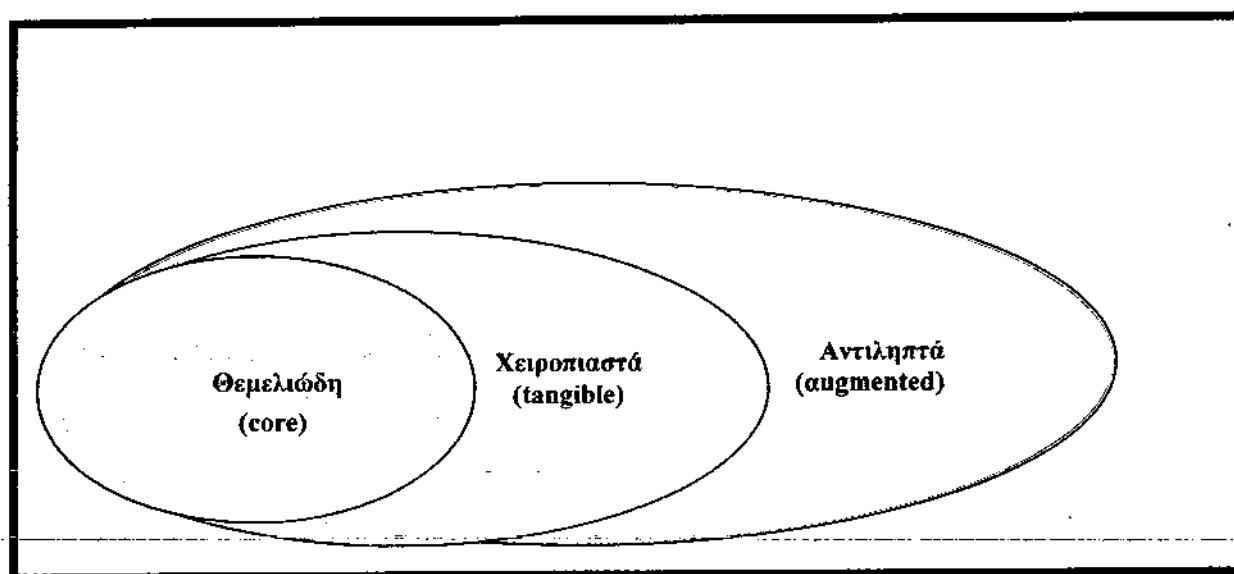 Θεμελιώδη
(core)
Χειροπιαστά
(tangible)
Αντιληπτά
(augmented)